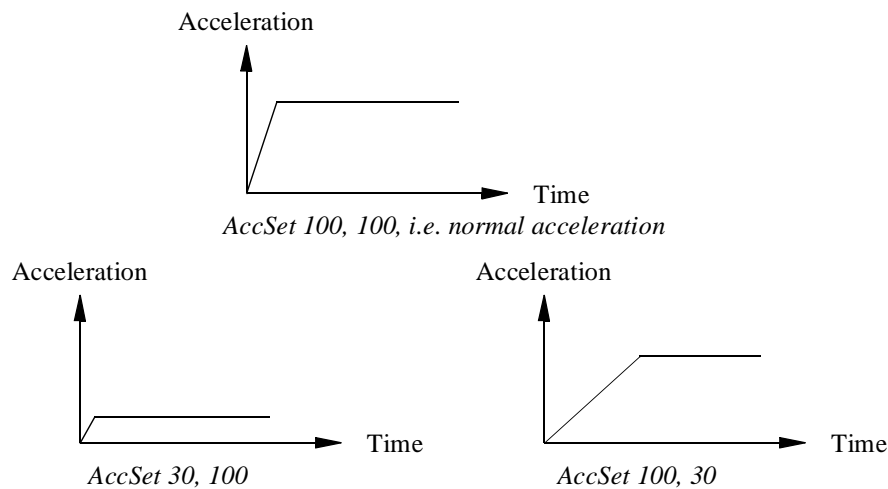 Acceleration
Time
AccSet 100, 100, i.e. normal acceleration
Acceleration
Acceleration
Time
Time
AccSet 30, 100
AccSet 100, 30